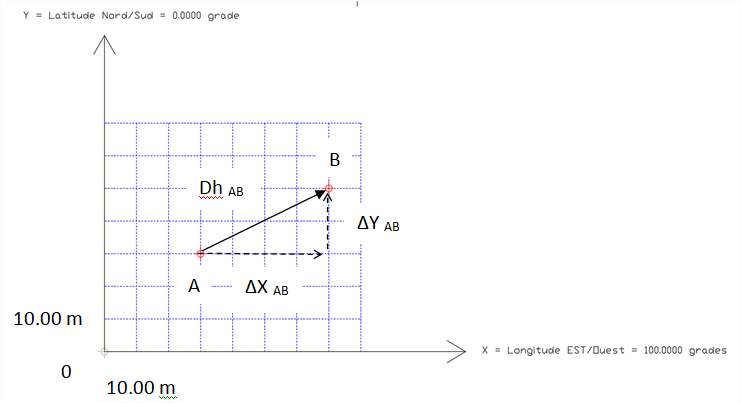 Y = Latitude Nord/Sud = 0.0000 grade
B
Dh AB
ΔY AB
A
ΔX AB
10.00 m
X = Longitude EST/Ouest = 100.0000 grades
0
10.00 m